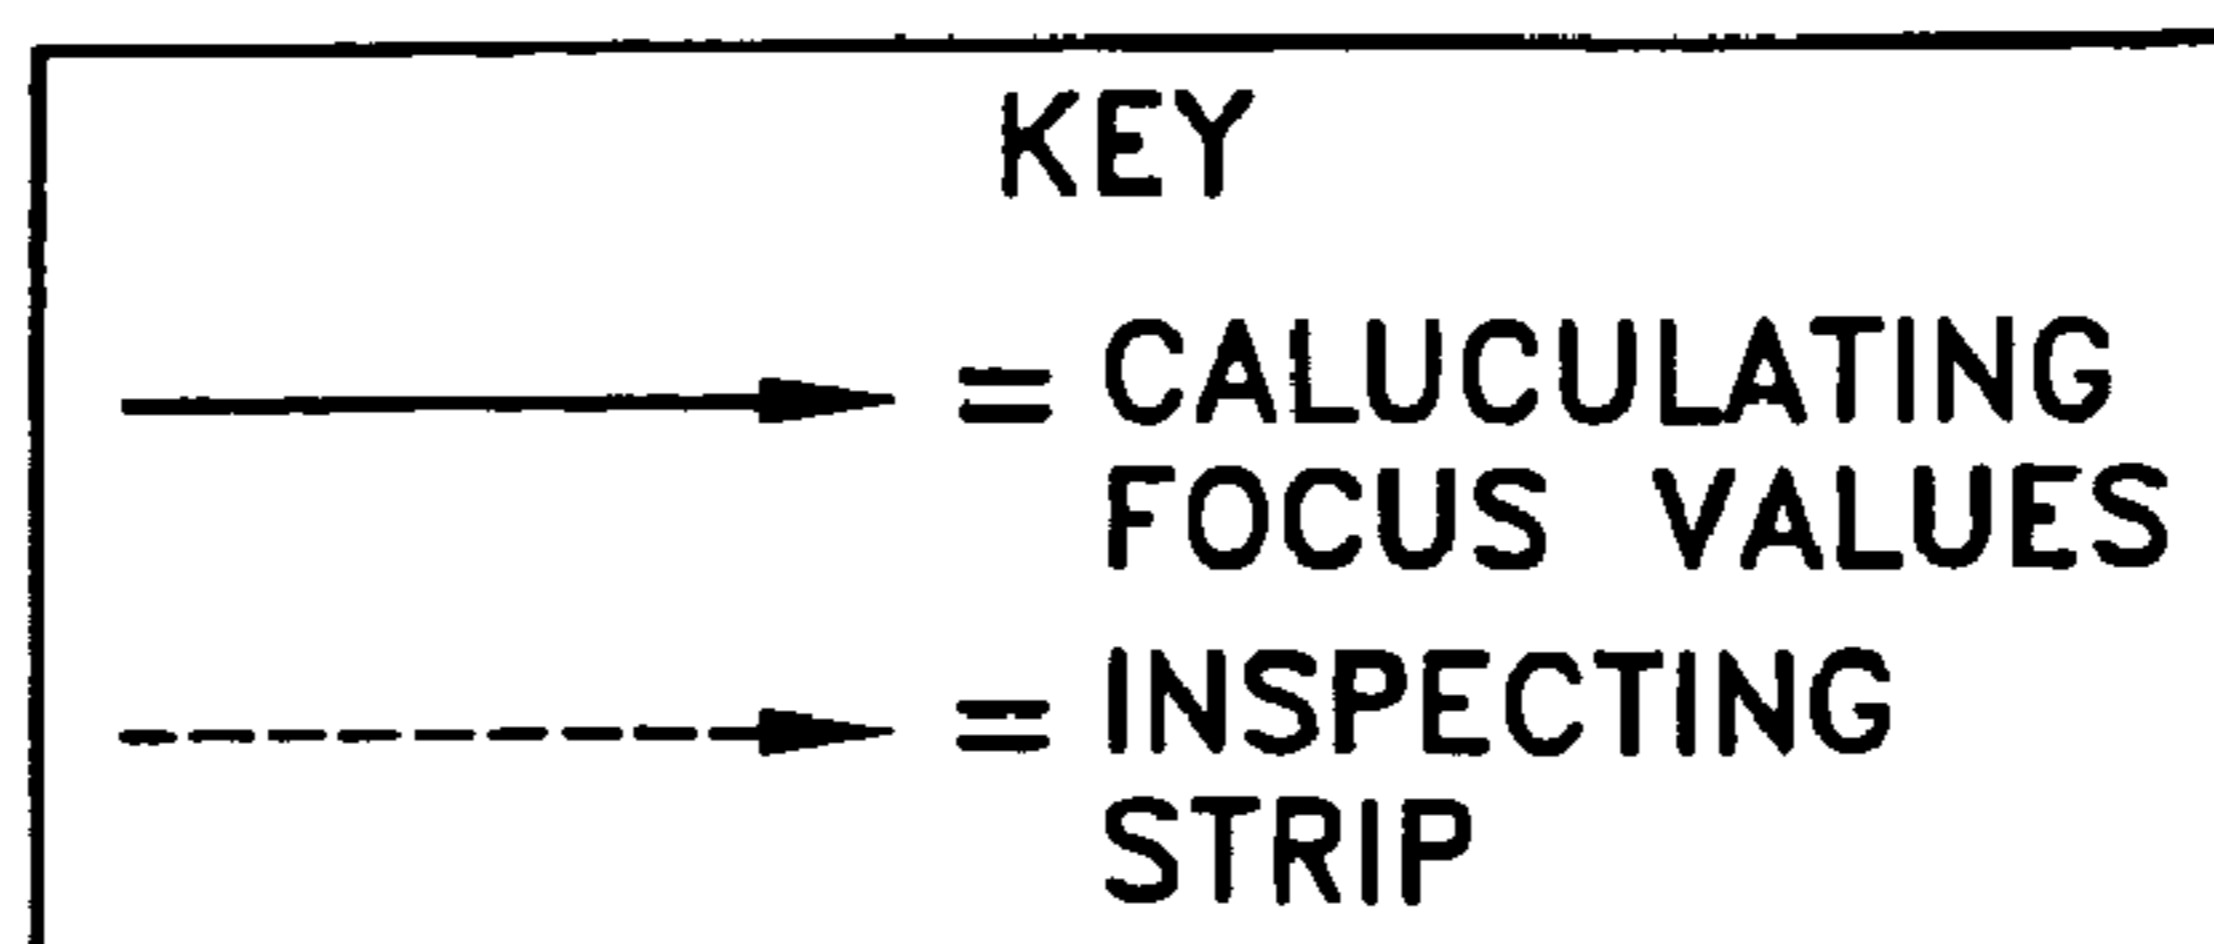 KEY
= CALUCULATING
FOCUS VALUES
= INSPECTING
STRIP